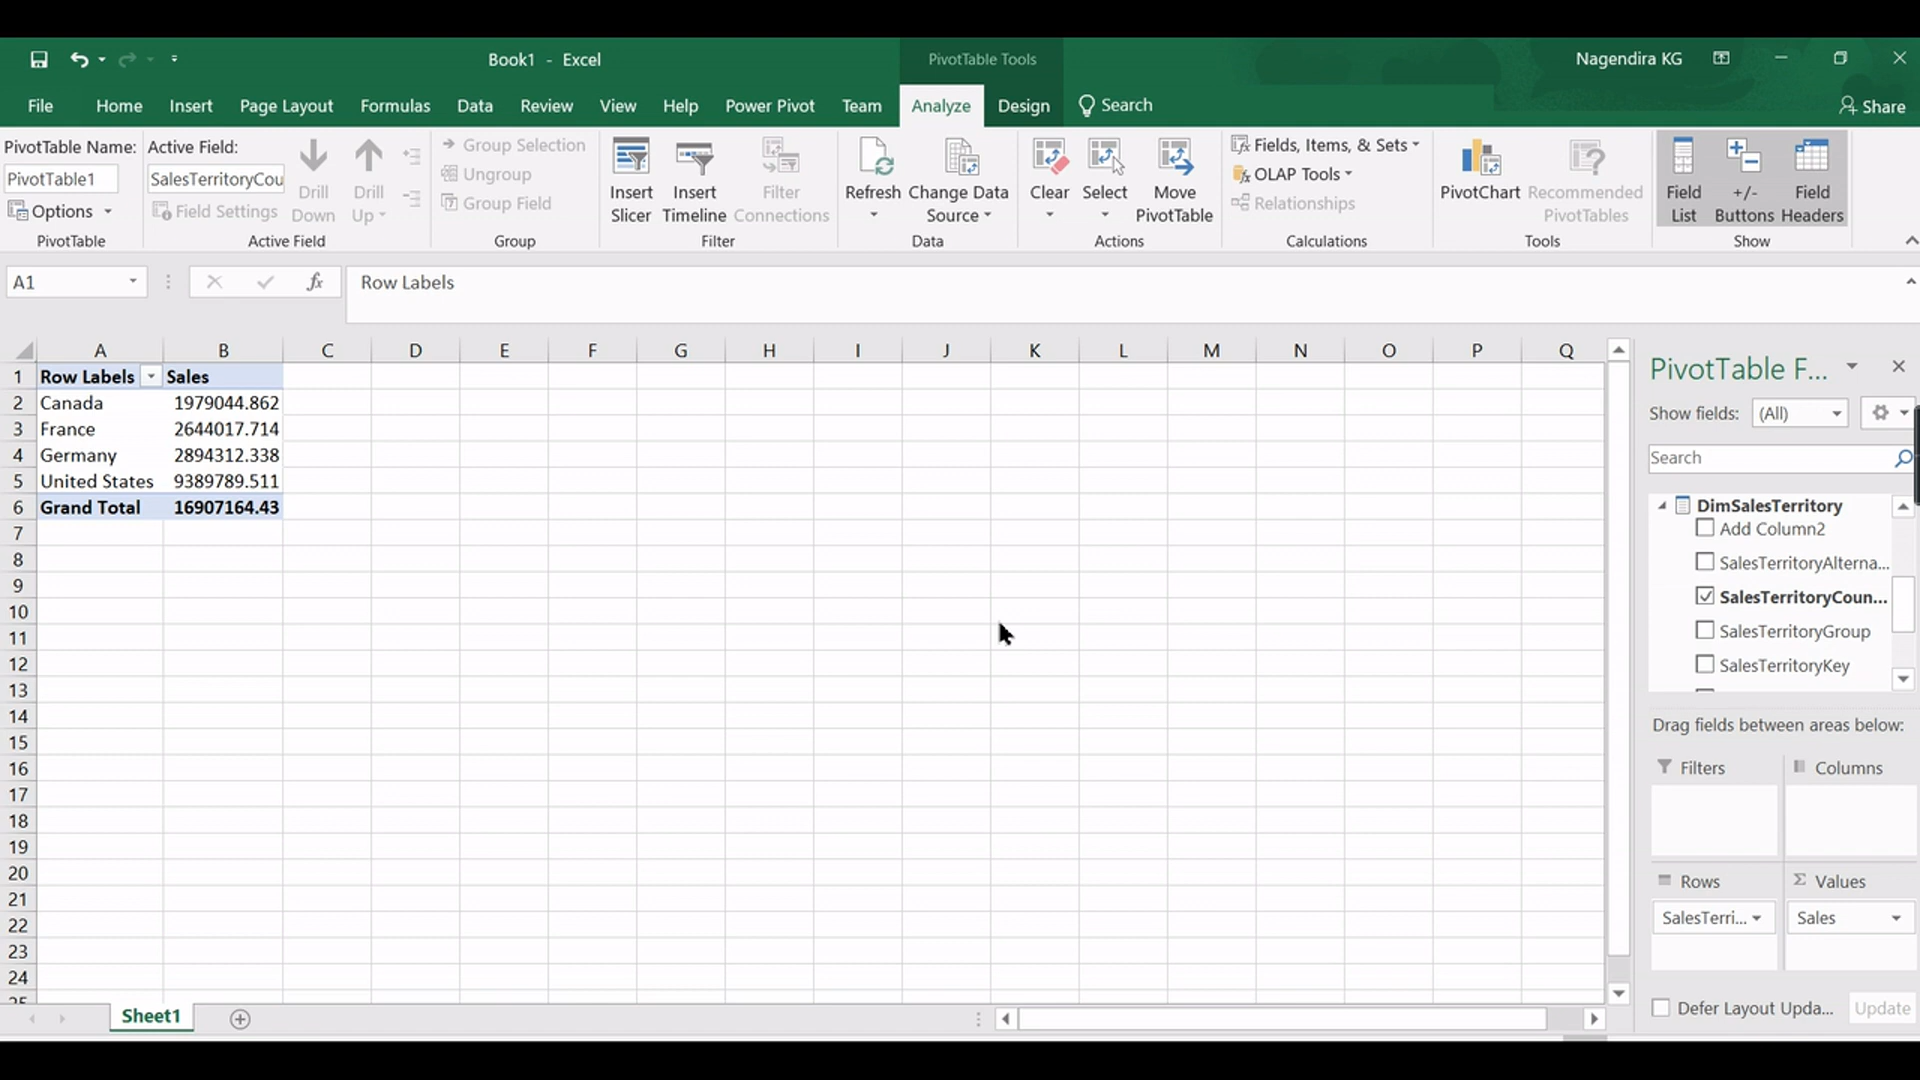 Book1 - Excel
PivotTable Tools
Nagendira KG
File Home Insert Page Layout Formulas Data Review View Help Power Pivot Team Analyze Design Search Share
PivotTable Name:
PivotTable1
Options
PivotTable
Active Field:
SalesTerritoryCou
Field Settings
Drill Down
Drill Up
Active Field
Group Selection
Ungroup
Group Field
Group
Insert Slicer
Insert Timeline
Filter Connections
Filter
Refresh
Change Data Source
Data
Clear
Select
Move PivotTable
Actions
Fields, Items, & Sets
OLAP Tools
Relationships
Calculations
PivotChart
Recommended PivotTables
Tools
Field List
+/- Buttons
Field Headers
Show
A1
fx
Row Labels
A B C D E F G H I J K L M N O P Q
1 Row Labels Sales
2 Canada 1979044.862
3 France 2644017.714
4 Germany 2894312.338
5 United States 9389789.511
6 Grand Total 16907164.43
7
8
9
10
11
12
13
14
15
16
17
18
19
20
21
22
23
24
25
Sheet1
PivotTable F...
Show fields: (All)
Search
DimSalesTerritory
Add Column2
SalesTerritoryAlterna...
SalesTerritoryCoun...
SalesTerritoryGroup
SalesTerritoryKey
Drag fields between areas below:
Filters
Columns
Rows
Σ Values
SalesTerri...
Sales
Defer Layout Upda...
Update